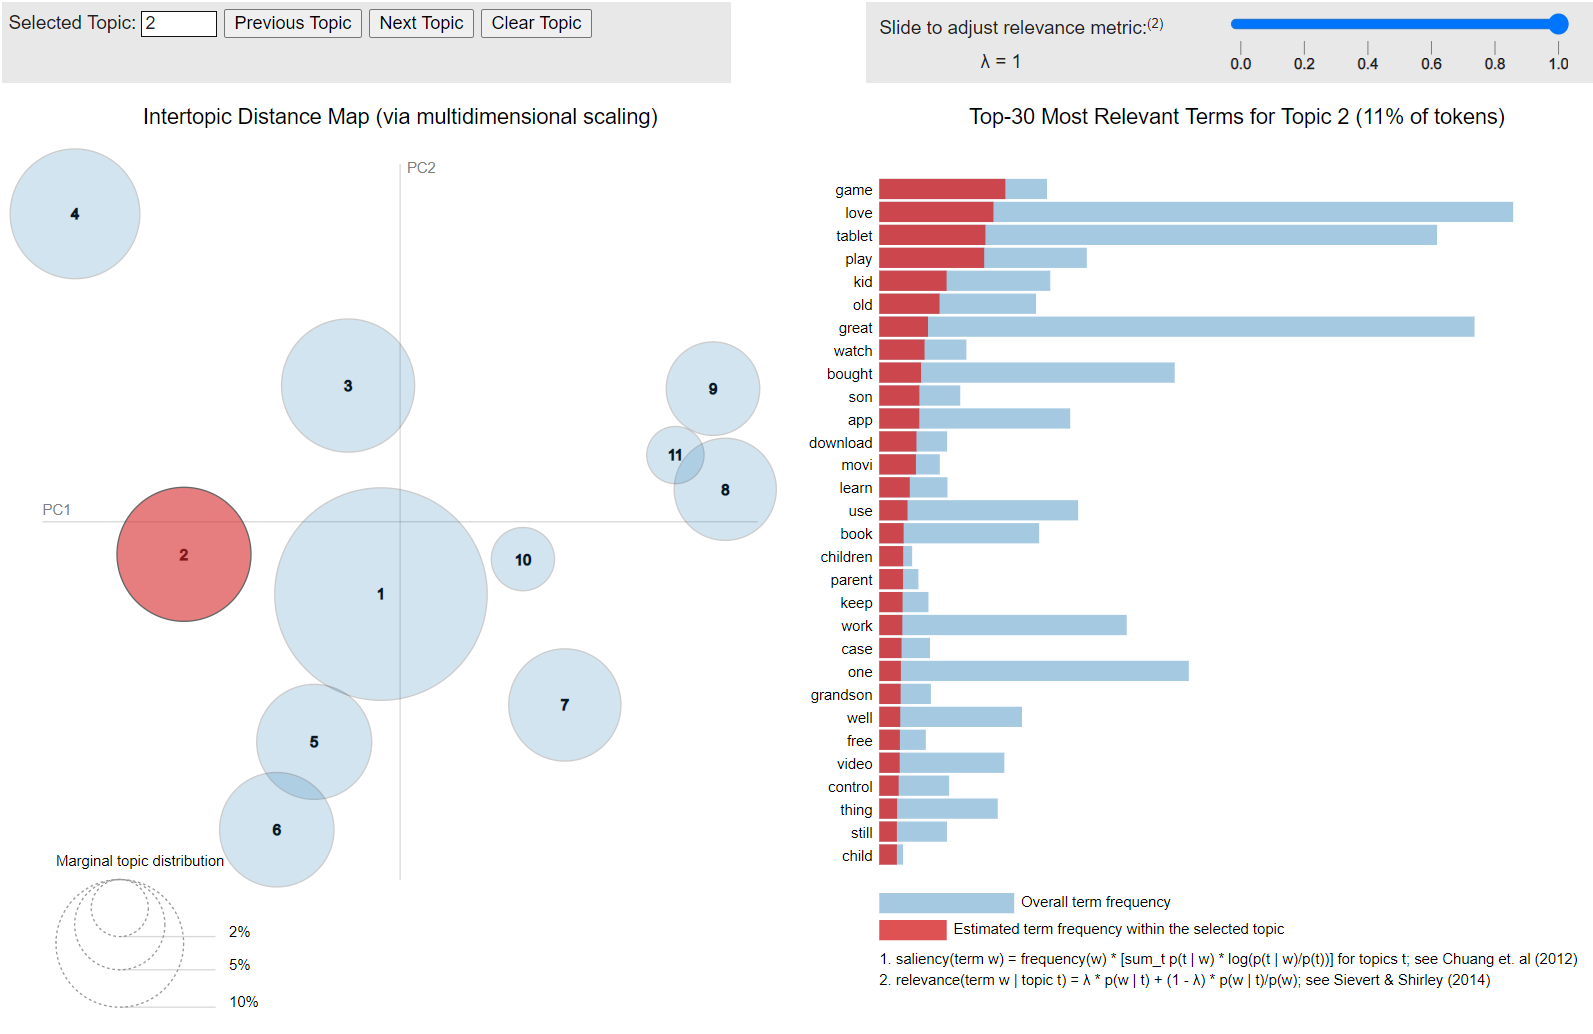 Selected Topic: 2 Previous Topic Next Topic Clear Topic
Slide to adjust relevance metric:(2)
λ = 1
0.0 0.2 0.4 0.6 0.8 1.0
Intertopic Distance Map (via multidimensional scaling)
PC2
PC1
4
3
9
11
8
2
10
1
7
5
6
Marginal topic distribution
2%
5%
10%
Top-30 Most Relevant Terms for Topic 2 (11% of tokens)
game
love
tablet
play
kid
old
great
watch
bought
son
app
download
movi
learn
use
book
children
parent
keep
work
case
one
grandson
well
free
video
control
thing
still
child
Overall term frequency
Estimated term frequency within the selected topic
1. saliency(term w) = frequency(w) * [sum_t p(t | w) * log(p(t | w)/p(t))] for topics t; see Chuang et. al (2012)
2. relevance(term w | topic t) = λ * p(w | t) + (1 - λ) * p(w | t)/p(w); see Sievert & Shirley (2014)